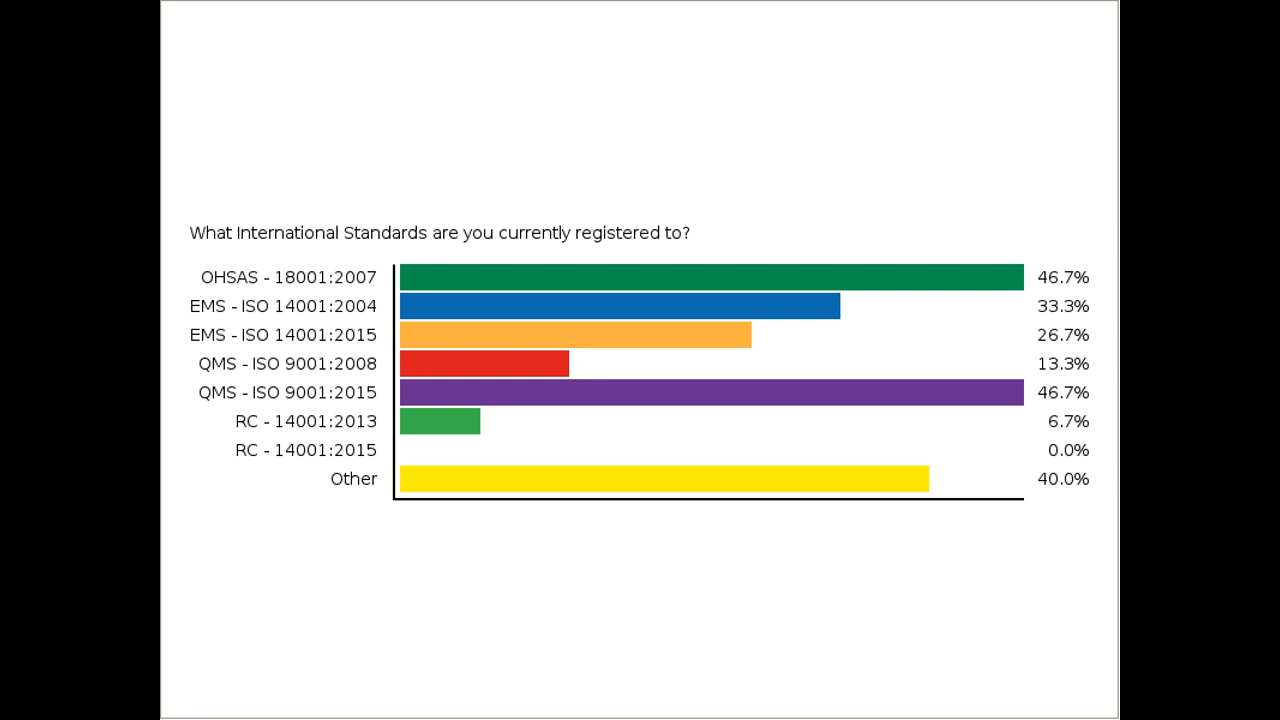 What International Standards are you currently registered to?
OHSAS - 18001:2007 46.7%
EMS - ISO 14001:2004 33.3%
EMS - ISO 14001:2015 26.7%
QMS - ISO 9001:2008 13.3%
QMS - ISO 9001:2015 46.7%
RC - 14001:2013 6.7%
RC - 14001:2015 0.0%
Other 40.0%